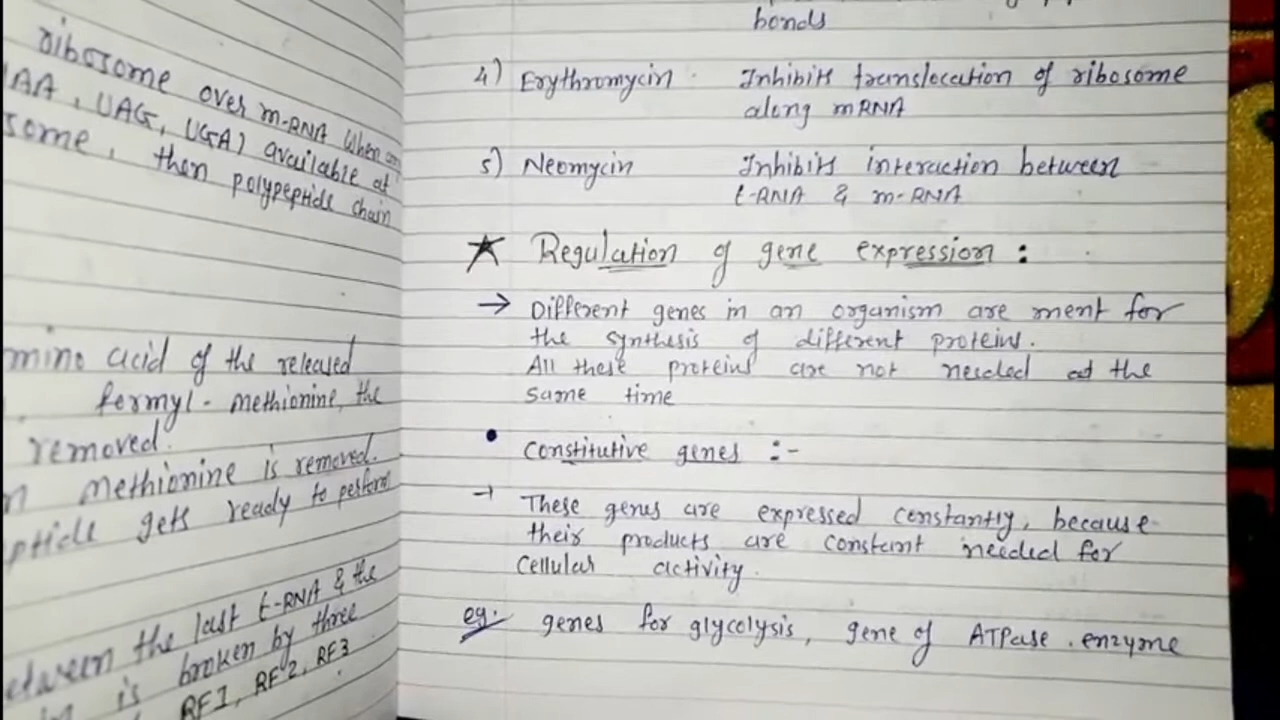 ribosome over m-RNA when
AA, UAG, UGA) available at
some, then polypeptide chain
mino acid of the released
formyl-methionine, the
removed.
methionine is removed.
ptide gets ready to perform
etween the last t-RNA & the
is broken by three
RF1, RF2, RF3
bonds
4) Erythromycin Inhibits translocation of ribosome
along mRNA
5) Neomycin Inhibits interaction between
t-RNA & m-RNA
★ Regulation of gene expression :
→ Different genes in an organism are ment for
the synthesis of different proteins.
All these proteins are not needed at the
same time
• Constitutive genes :-
→ These genes are expressed constantly, because
their products are constant needed for
cellular activity.
eg. genes for glycolysis, gene of ATPase enzyme